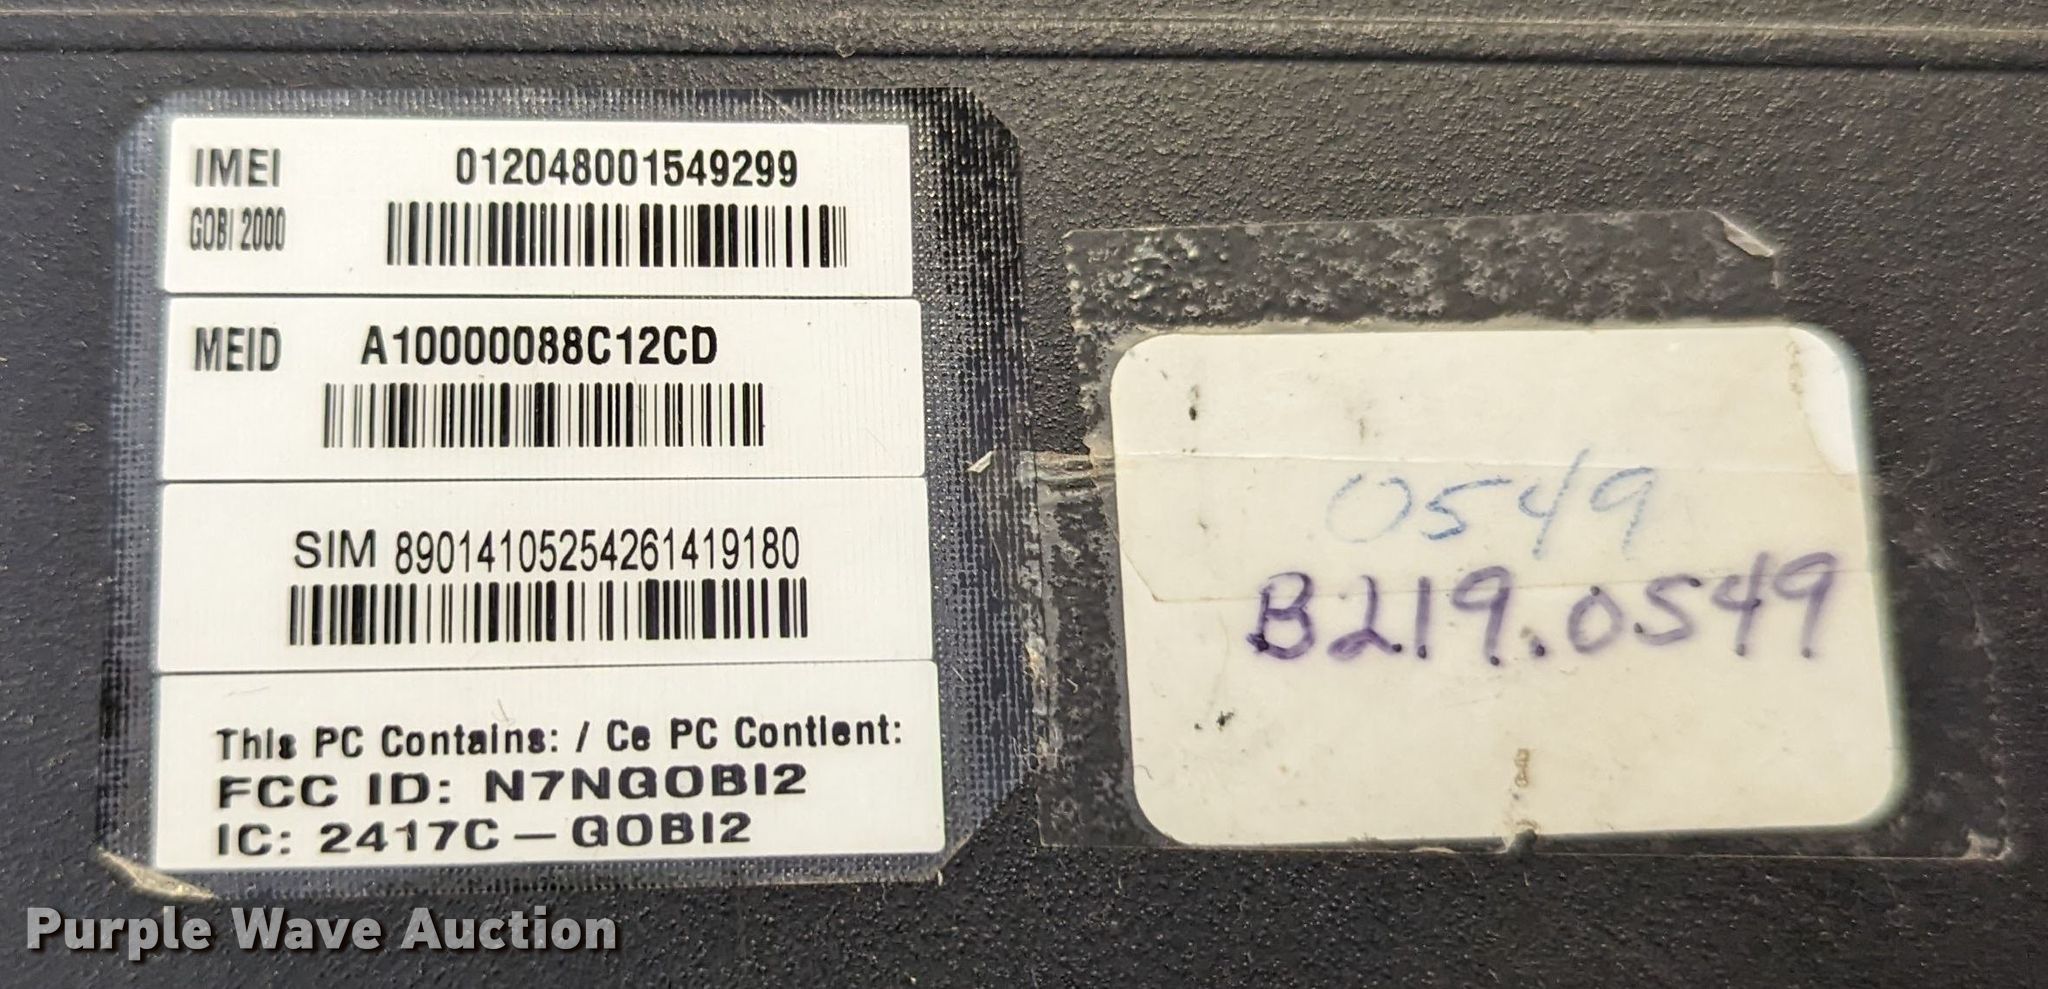 IMEI 012048001549299
GOBI 2000
MEID A10000088C12CD
SIM 89014105254261419180
This PC Contains: / Ce PC Contient:
FCC ID: N7NGOBI2
IC: 2417C-GOBI2
0549
B219.0549
Purple Wave Auction